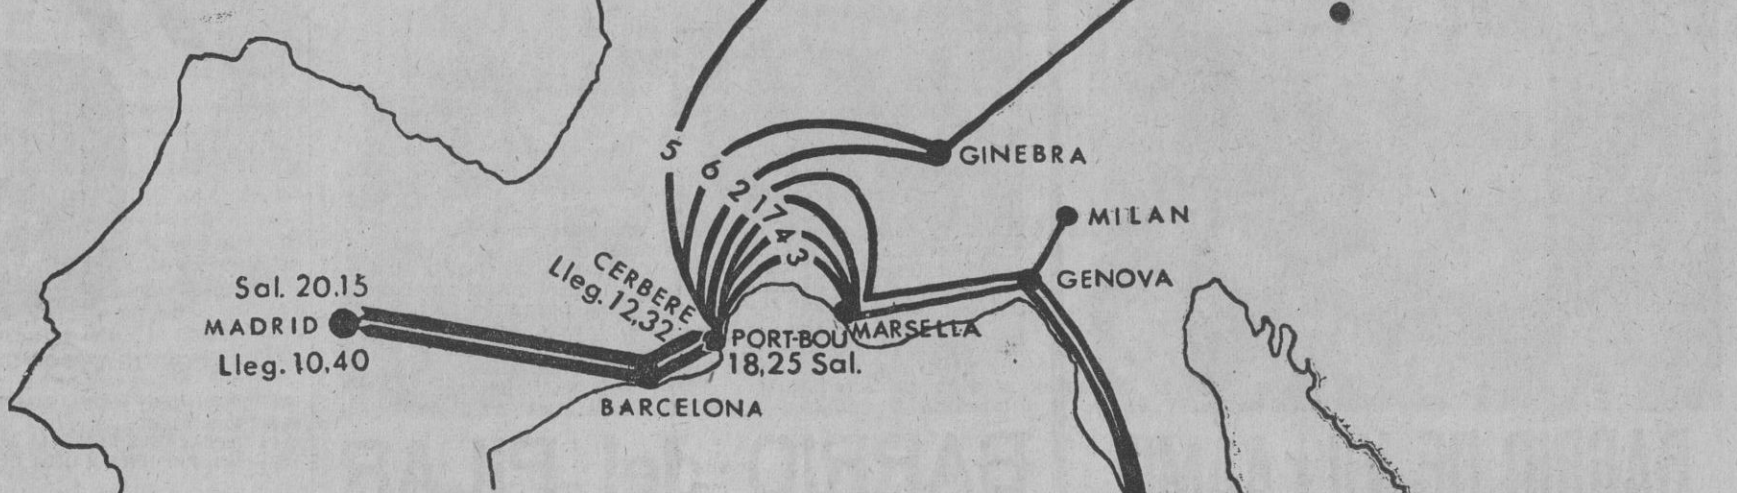 5
6
GINEBRA
2
1
7
4
3
MILAN
CERBERE
Lleg. 12,32
GENOVA
Sal. 20.15
MADRID
Lleg. 10,40
PORT-BOU
18,25 Sal.
MARSELLA
BARCELONA